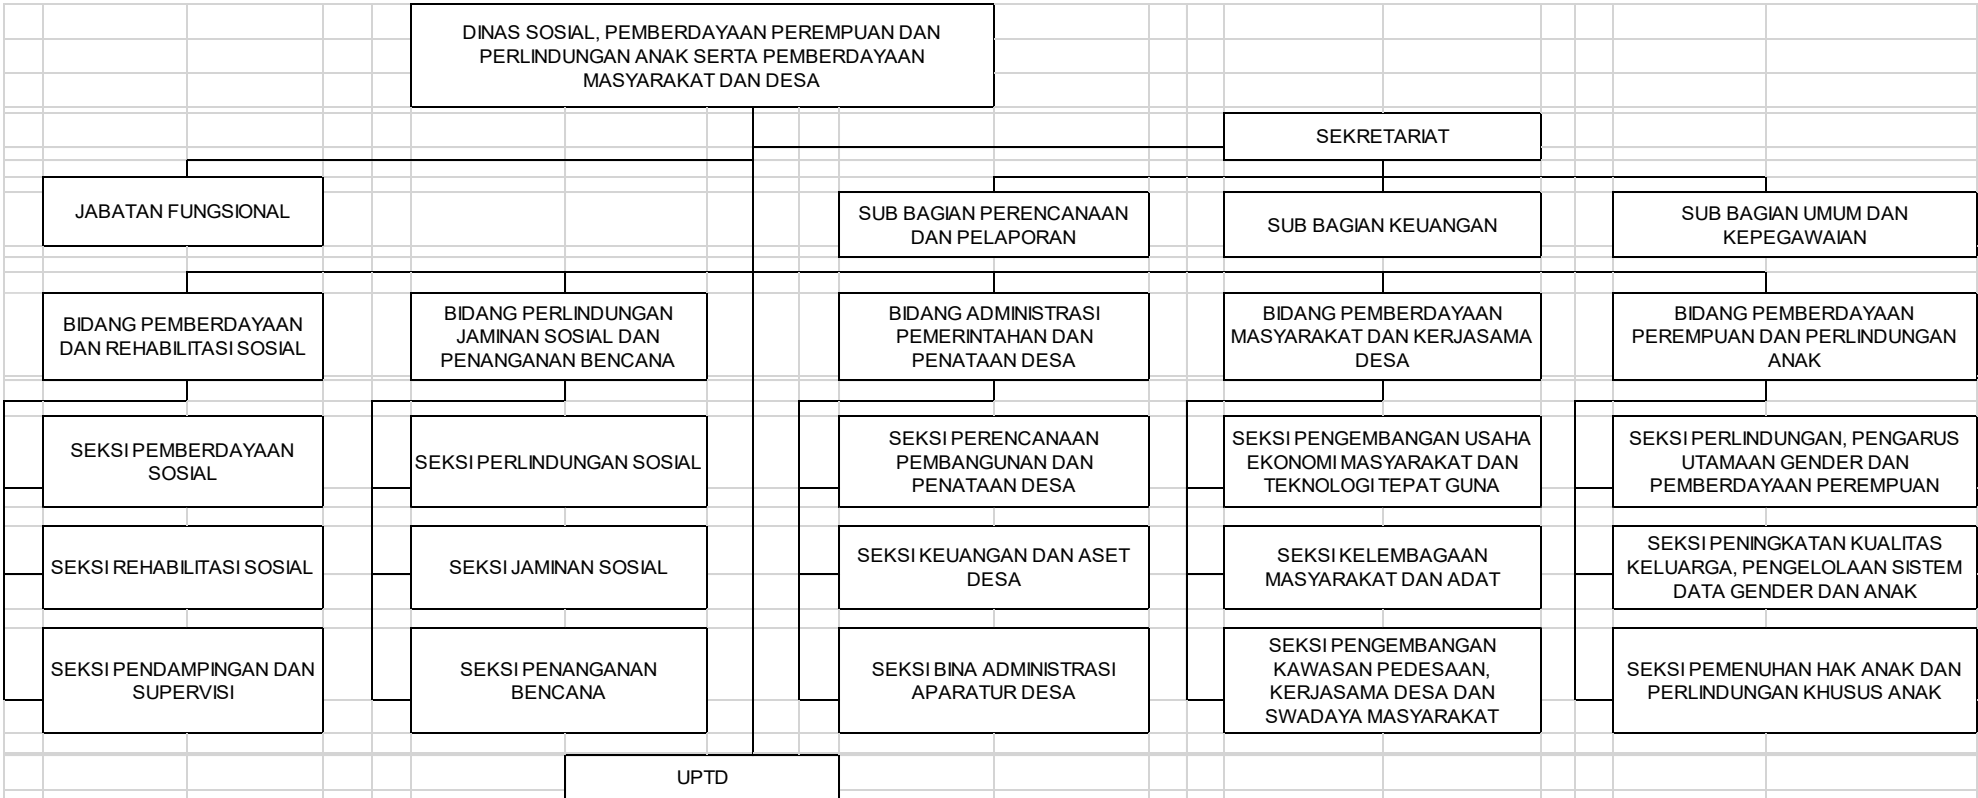 DINAS SOSIAL, PEMBERDAYAAN PEREMPUAN DAN
PERLINDUNGAN ANAK SERTA PEMBERDAYAAN
MASYARAKAT DAN DESA
SEKRETARIAT
JABATAN FUNGSIONAL
SUB BAGIAN PERENCANAAN
DAN PELAPORAN
SUB BAGIAN KEUANGAN
SUB BAGIAN UMUM DAN
KEPEGAWAIAN
BIDANG PEMBERDAYAAN
DAN REHABILITASI SOSIAL
BIDANG PERLINDUNGAN
JAMINAN SOSIAL DAN
PENANGANAN BENCANA
BIDANG ADMINISTRASI
PEMERINTAHAN DAN
PENATAAN DESA
BIDANG PEMBERDAYAAN
MASYARAKAT DAN KERJASAMA
DESA
BIDANG PEMBERDAYAAN
PEREMPUAN DAN PERLINDUNGAN
ANAK
SEKSI PEMBERDAYAAN
SOSIAL
SEKSI PERLINDUNGAN SOSIAL
SEKSI PERENCANAAN
PEMBANGUNAN DAN
PENATAAN DESA
SEKSI PENGEMBANGAN USAHA
EKONOMI MASYARAKAT DAN
TEKNOLOGI TEPAT GUNA
SEKSI PERLINDUNGAN, PENGARUS
UTAMAAN GENDER DAN
PEMBERDAYAAN PEREMPUAN
SEKSI REHABILITASI SOSIAL
SEKSI JAMINAN SOSIAL
SEKSI KEUANGAN DAN ASET
DESA
SEKSI KELEMBAGAAN
MASYARAKAT DAN ADAT
SEKSI PENINGKATAN KUALITAS
KELUARGA, PENGELOLAAN SISTEM
DATA GENDER DAN ANAK
SEKSI PENDAMPINGAN DAN
SUPERVISI
SEKSI PENANGANAN
BENCANA
SEKSI BINA ADMINISTRASI
APARATUR DESA
SEKSI PENGEMBANGAN
KAWASAN PEDESAAN,
KERJASAMA DESA DAN
SWADAYA MASYARAKAT
SEKSI PEMENUHAN HAK ANAK DAN
PERLINDUNGAN KHUSUS ANAK
UPTD